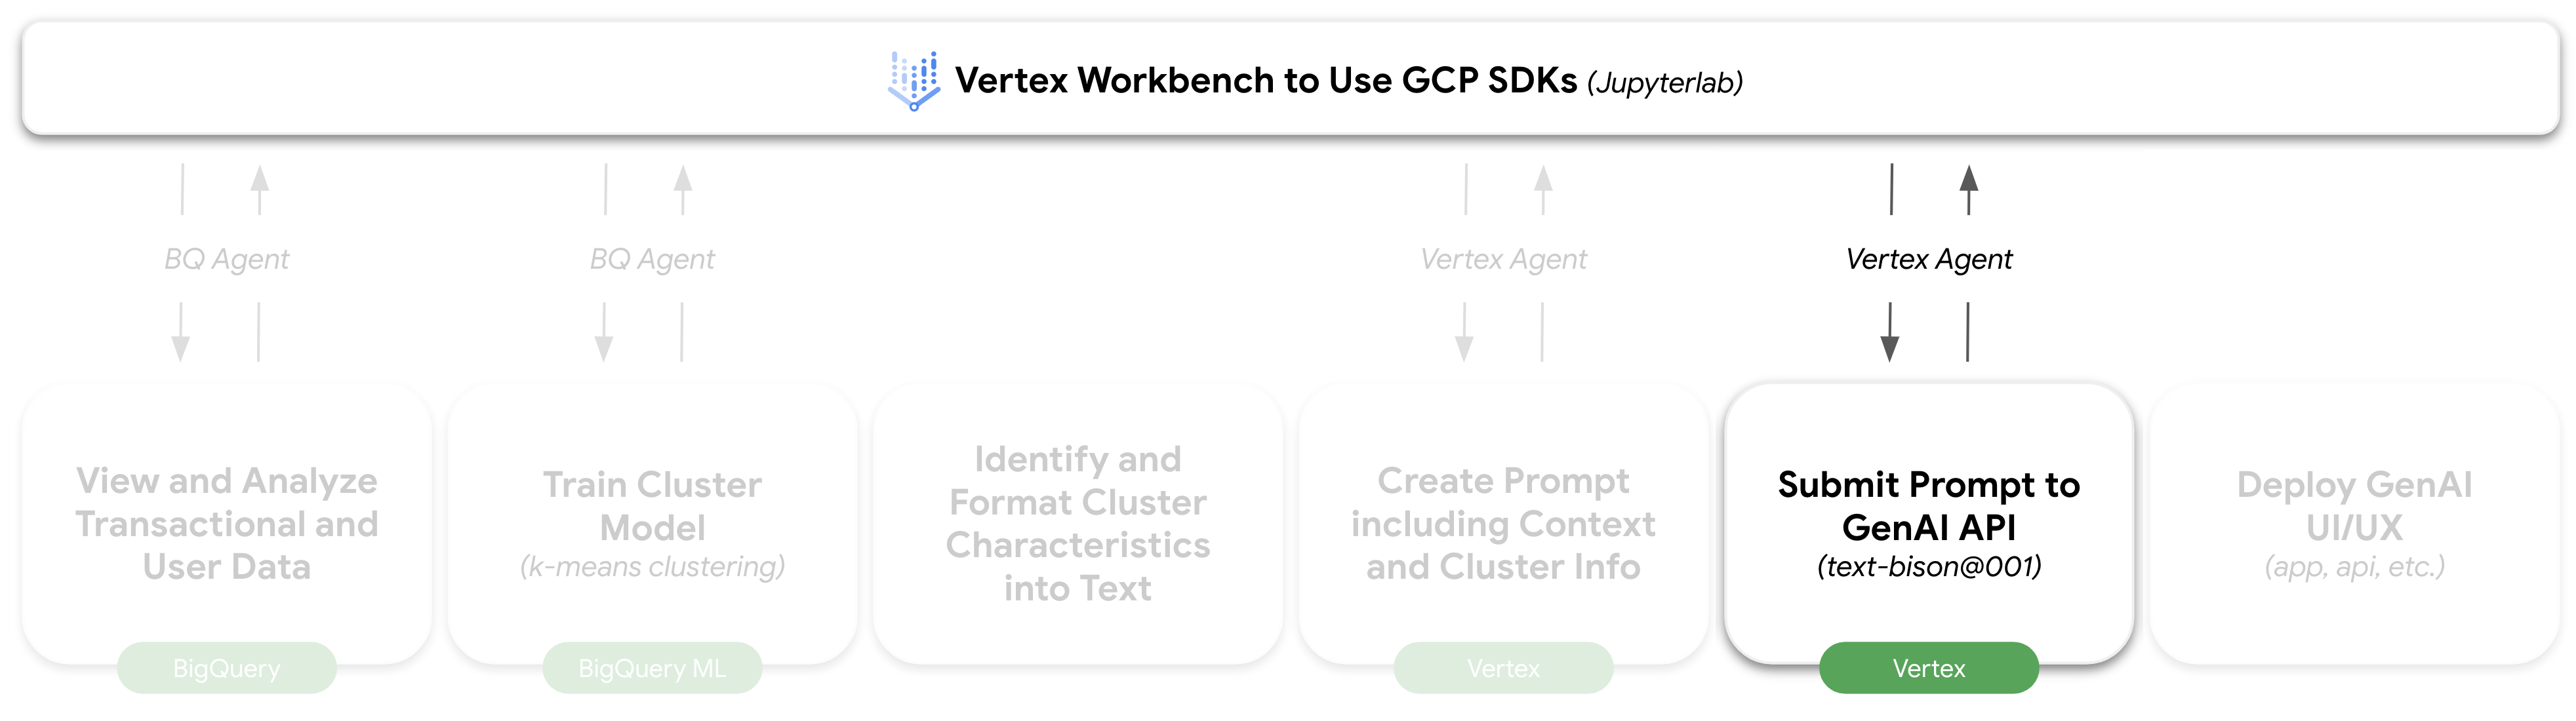 Vertex Workbench to Use GCP SDKs (Jupyterlab)
BQ Agent
BQ Agent
Vertex Agent
Vertex Agent
View and Analyze
Transactional and
User Data
BigQuery
Train Cluster
Model
(k-means clustering)
BigQuery ML
Identify and
Format Cluster
Characteristics
into Text
Create Prompt
including Context
and Cluster Info
Vertex
Submit Prompt to
GenAI API
(text-bison@001)
Vertex
Deploy GenAI
UI/UX
(app, api, etc.)